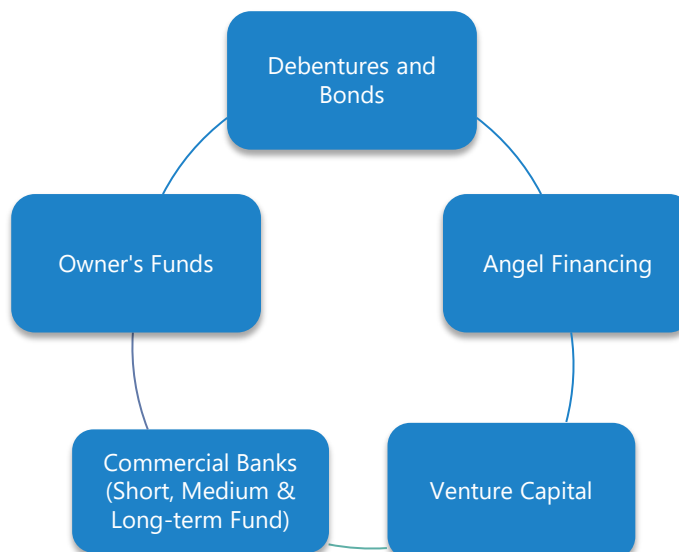 Debentures and
Bonds
Owner's Funds
Angel Financing
Commercial Banks
(Short, Medium &
Long-term Fund)
Venture Capital